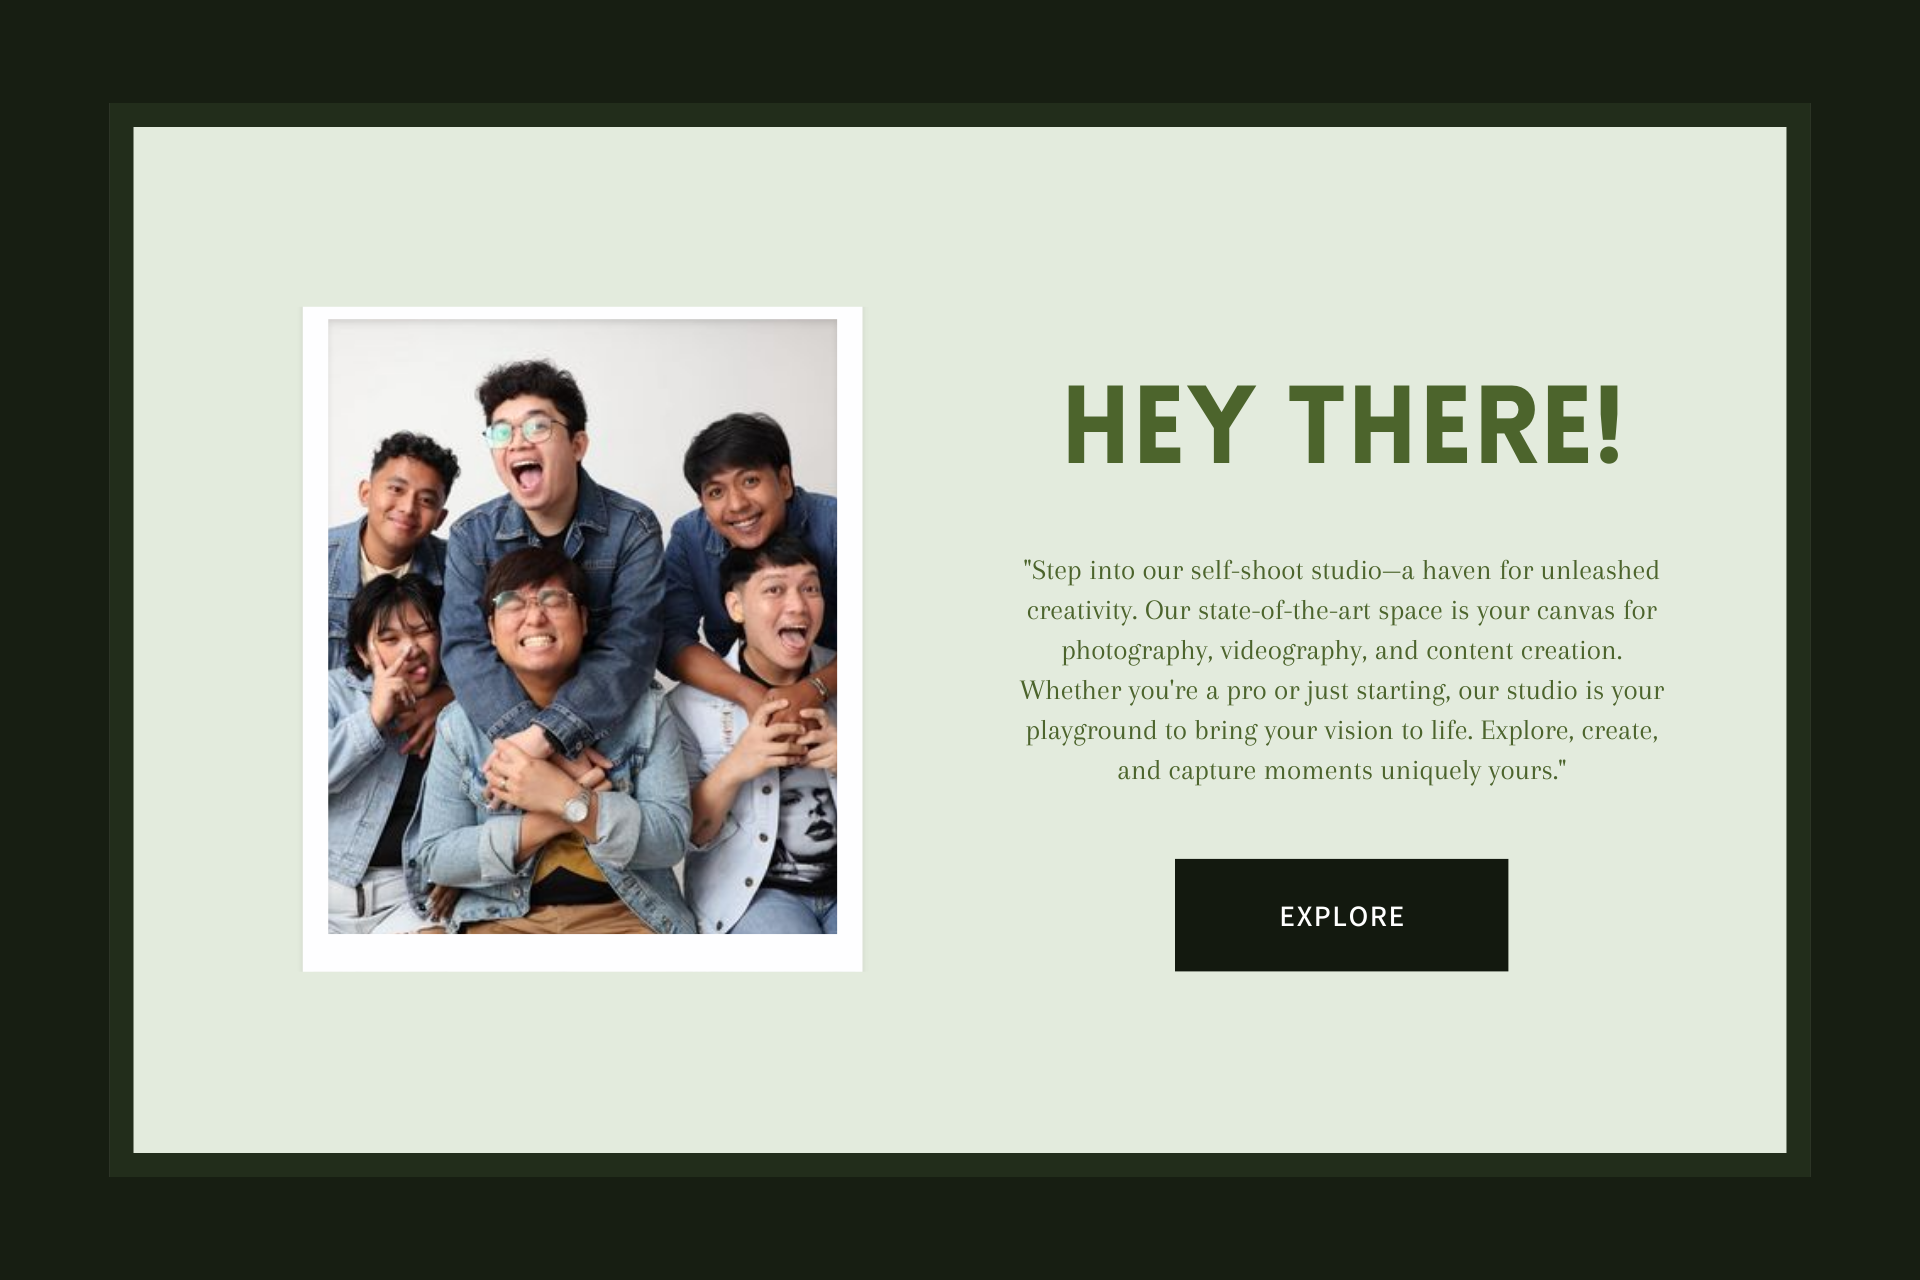 HEY THERE!
"Step into our self-shoot studio—a haven for unleashed
creativity. Our state-of-the-art space is your canvas for
photography, videography, and content creation.
Whether you're a pro or just starting, our studio is your
playground to bring your vision to life. Explore, create,
and capture moments uniquely yours."
EXPLORE